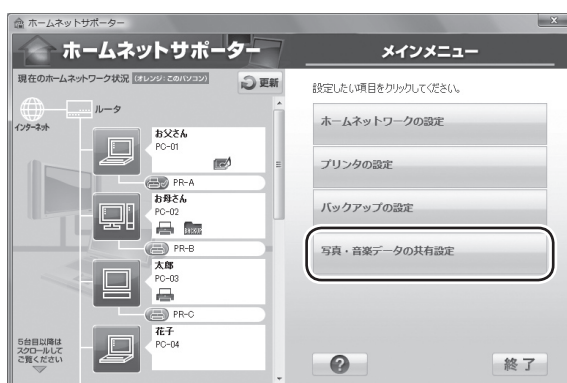 ホームネットサポーター
ホームネットサポーター
メインメニュー
現在のホームネットワーク状況 (オレンジ：このパソコン)
更新
インターネット
ルータ
お父さん
PC-01
PR-A
お母さん
PC-02
PR-B
太郎
PC-03
PR-C
花子
PC-04
5台目以降は
スクロールして
ご覧ください
設定したい項目をクリックしてください。
ホームネットワークの設定
プリンタの設定
バックアップの設定
写真・音楽データの共有設定
?
終了